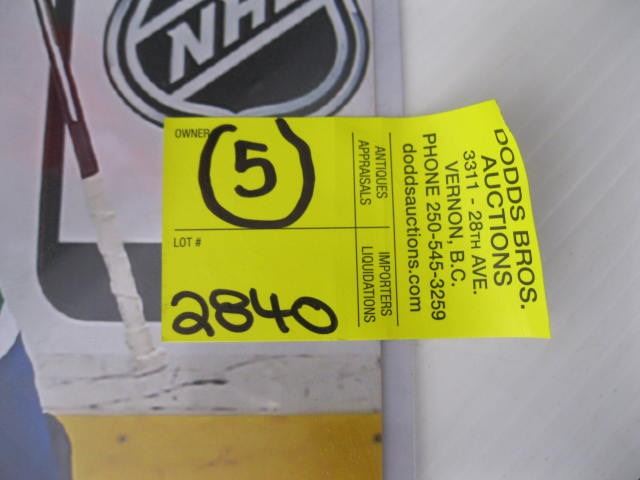 NHL
OWNER
5
LOT #
2840
ANTIQUES
APPRAISALS
IMPORTERS
LIQUIDATIONS
DODDS BROS.
AUCTIONS
3311 - 28TH AVE.
VERNON, B.C.
PHONE 250-545-3259
doddsauctions.com